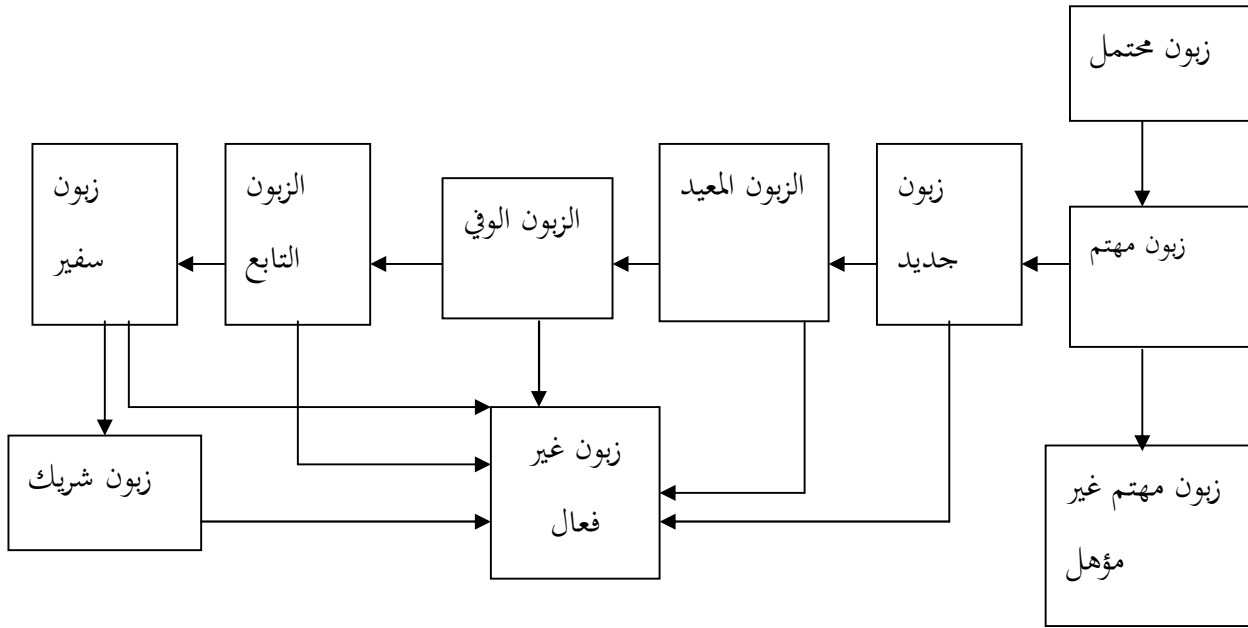 زبون محتمل
زبون مهتم
زبون
جديد
الزبون المعيد
الزبون الوفي
الزبون
التابع
زبون
سفير
زبون شريك
زبون غير
فعال
زبون مهتم غير
مؤهل